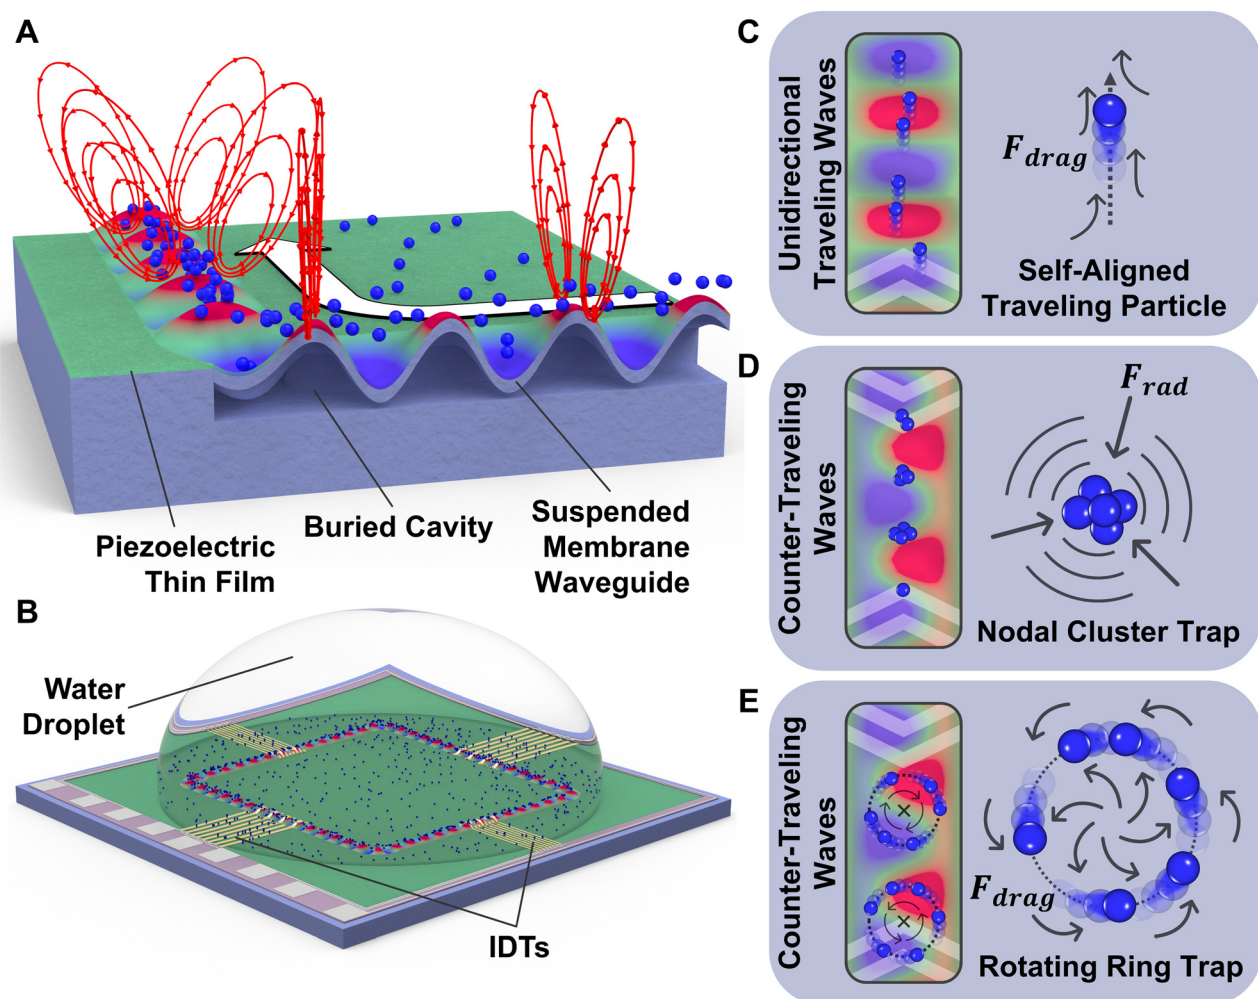 A
Piezoelectric
Thin Film
Buried Cavity
Suspended
Membrane
Waveguide
B
Water
Droplet
IDTs
C
Unidirectional
Traveling Waves
F_drag
Self-Aligned
Traveling Particle
D
Counter-Traveling
Waves
F_rad
Nodal Cluster Trap
E
Counter-Traveling
Waves
F_drag
Rotating Ring Trap